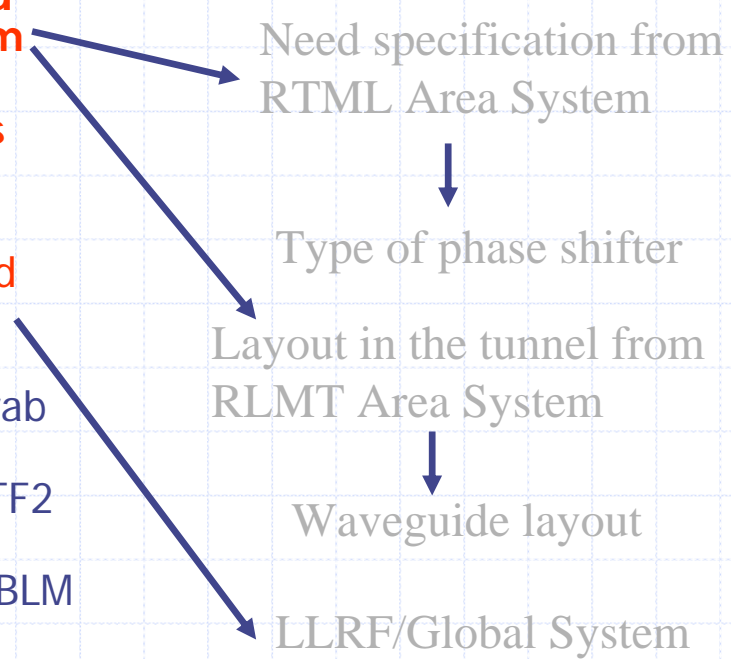 m
Need specification from
RTML Area System
s
Type of phase shifter
d
Layout in the tunnel from
RLMT Area System
ab
TF2
Waveguide layout
BLM
LLRF/Global System